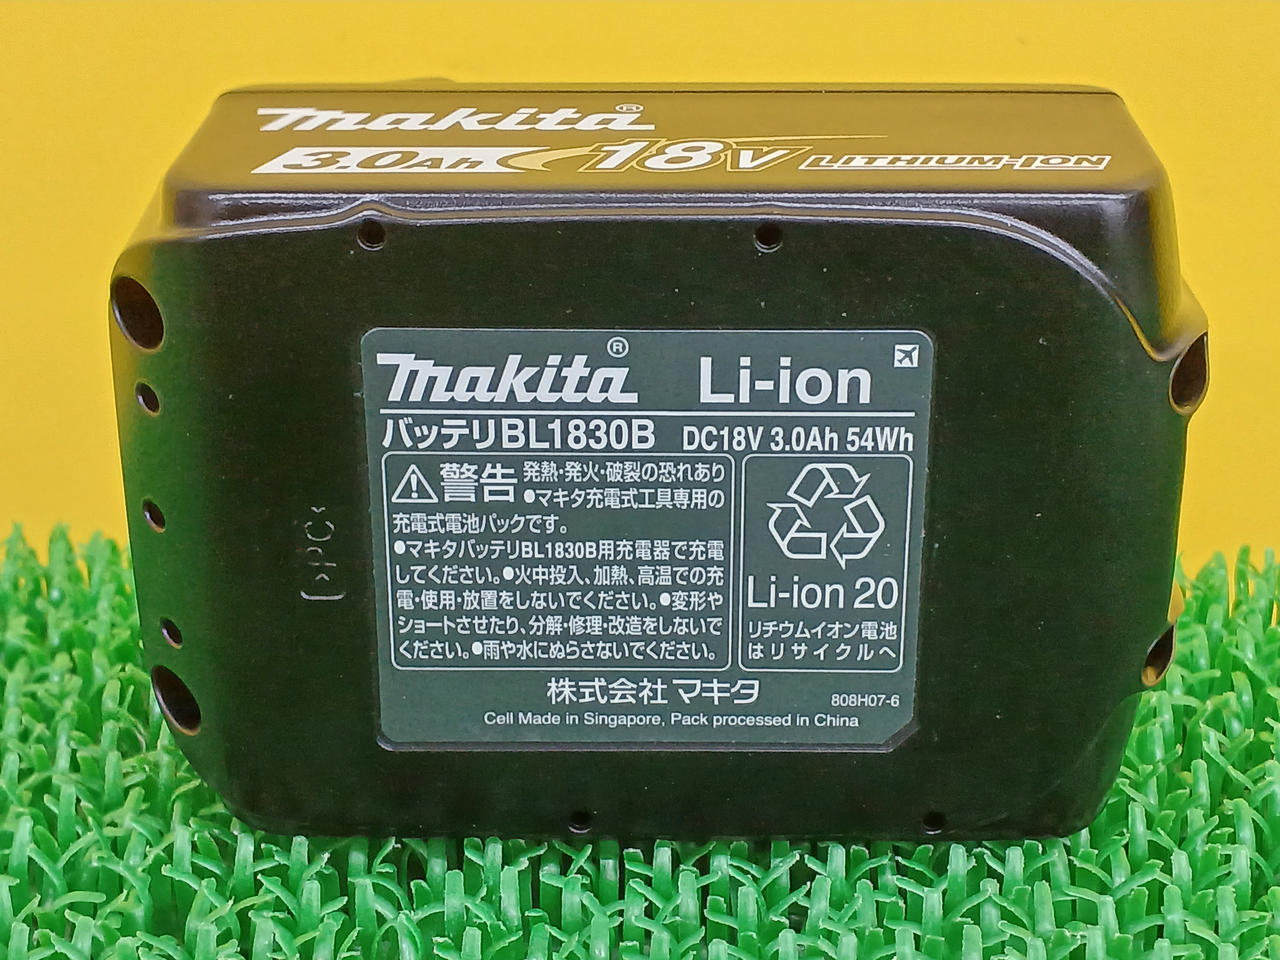 makita®
3.0Ah 18V LITHIUM-ION
makita® Li-ion
バッテリBL1830B DC18V 3.0Ah 54Wh
警告 発熱・発火・破裂の恐れあり
●マキタ充電式工具専用の
充電式電池パックです。
●マキタバッテリBL1830B用充電器で充電
してください。●火中投入、加熱、高温での充
電・使用・放置をしないでください。●変形や
ショートさせたり、分解・修理・改造をしないで
ください。●雨や水にぬらさないでください。
Li-ion 20
リチウムイオン電池
はリサイクルへ
株式会社マキタ 808H07-6
Cell Made in Singapore, Pack processed in China
>PC<